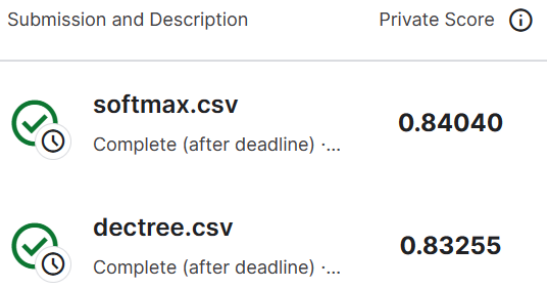 Submission and Description Private Score
softmax.csv 0.84040
Complete (after deadline) ·...
dectree.csv 0.83255
Complete (after deadline) ·...